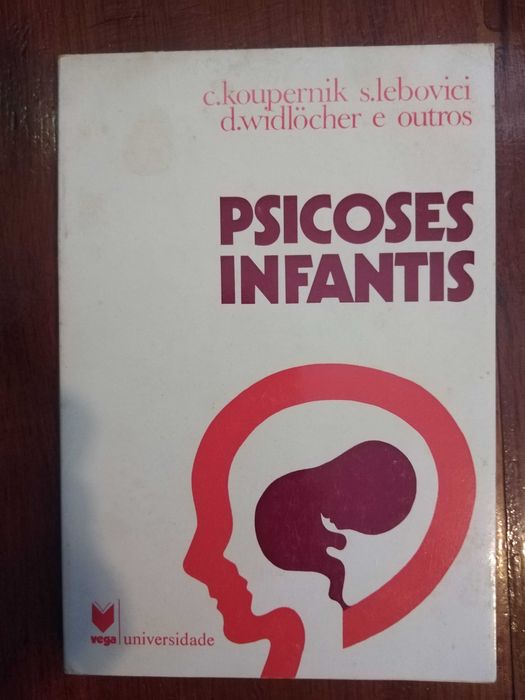 c.koupernik s.lebovici
d.widlöcher e outros
PSICOSES
INFANTIS
vega universidade